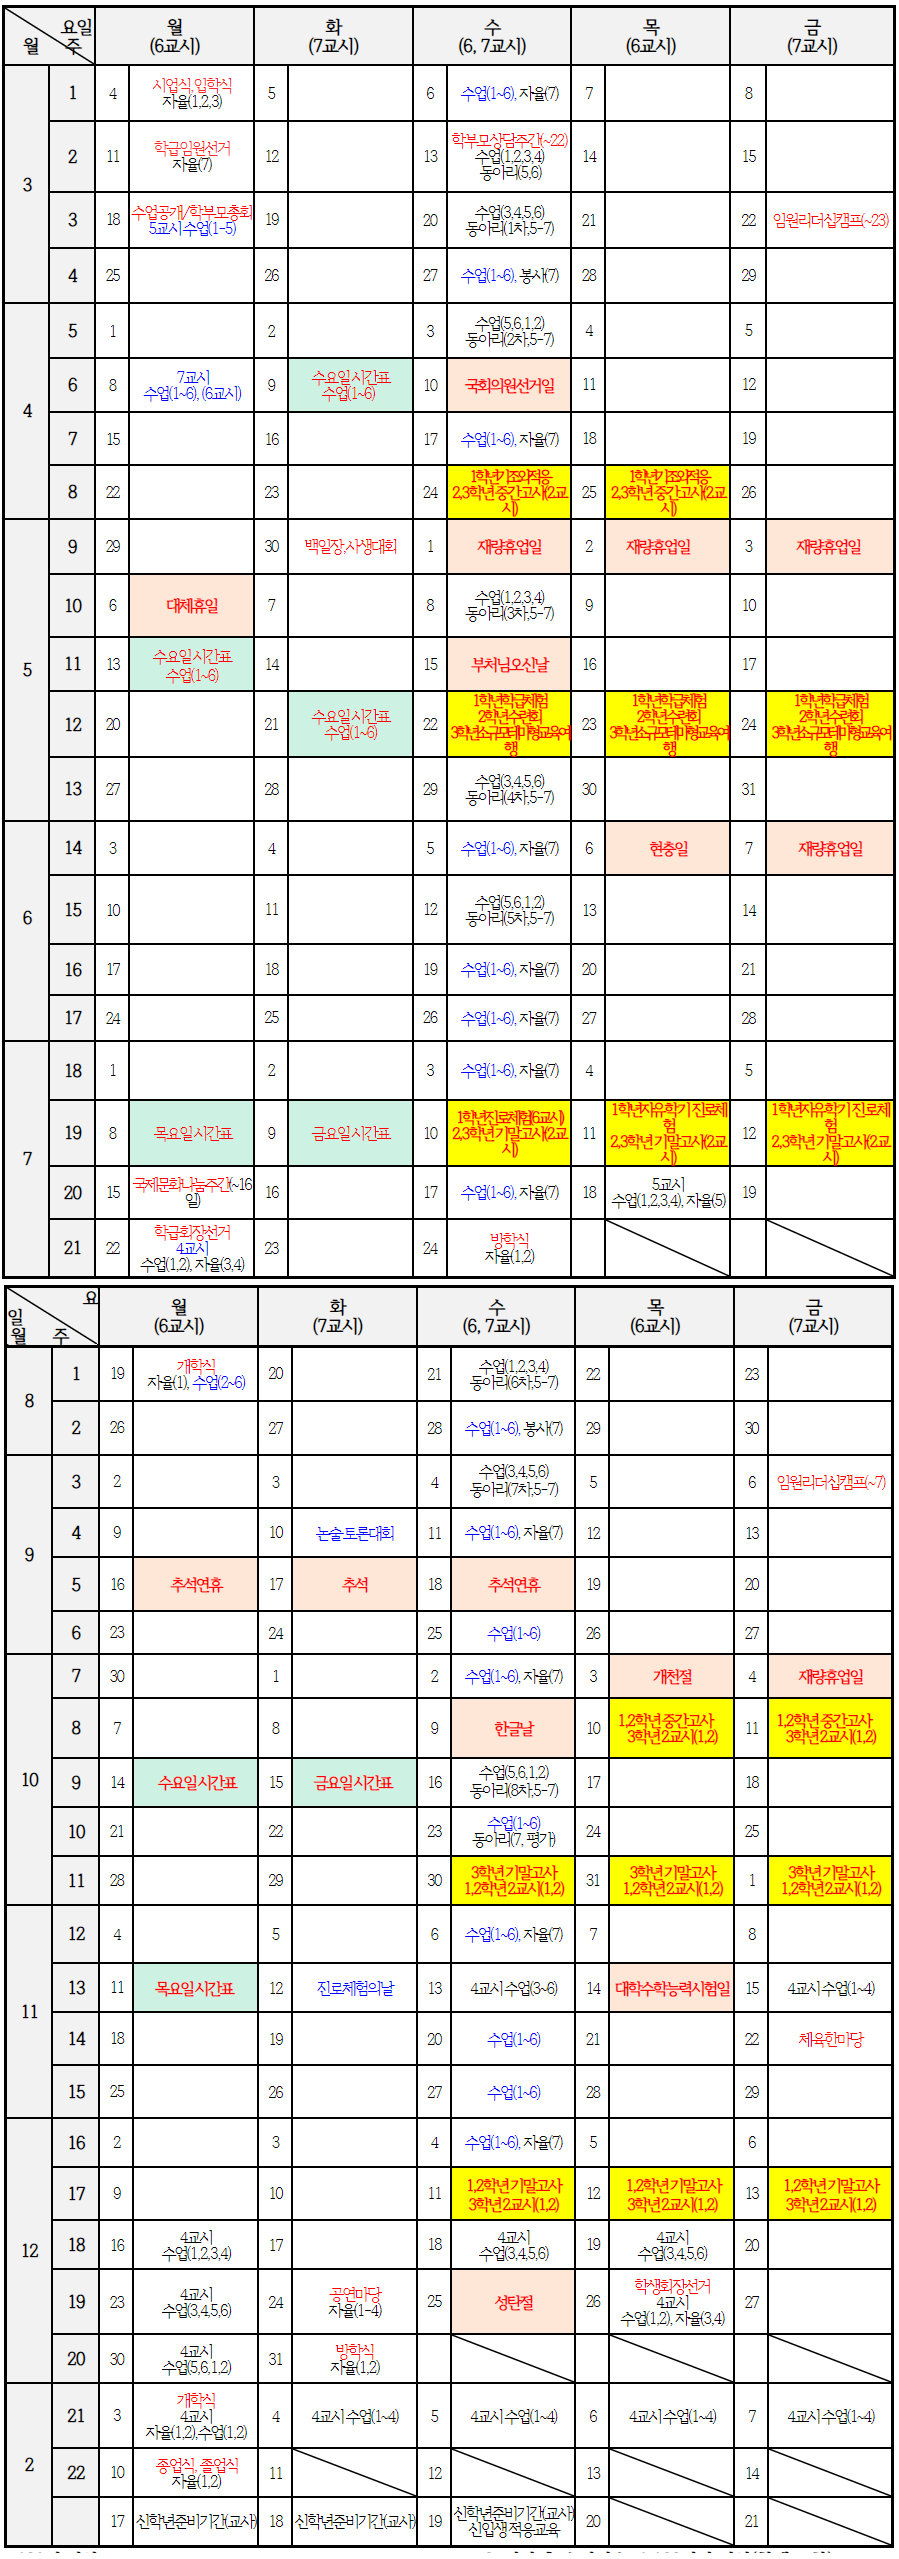 요일 월 화 수 목 금
월 주 (6교시) (7교시) (6, 7교시) (6교시) (7교시)
3
1 4 시업식, 입학식 5 6 수업(1~6), 자율(7) 7 8
자율(1,2,3)
2 11 학급임원선거 12 13 학부모상담주간(~22) 14 15
자율(7) 수업(1,2,3,4)
동아리(5,6)
3 18 수업공개/학부모총회 19 20 수업(3,4,5,6) 21 22 임원리더십캠프(~23)
5교시 수업(1-5) 동아리(1차,5-7)
4 25 26 27 수업(1~6), 봉사(7) 28 29
4
5 1 2 3 수업(5,6,1,2) 4 5
동아리(2차,5-7)
6 8 7교시 9 수요일 시간표 10 국회의원선거일 11 12
수업(1~6), (6교시) 수업(1~6)
7 15 16 17 수업(1~6), 자율(7) 18 19
8 22 23 24 1학년기초와적응 25 1학년기초와적응 26
2,3학년 중간고사(2교 2,3학년 중간고사(2교
시) 시)
5
9 29 30 백일장,사생대회 1 재량휴업일 2 재량휴업일 3 재량휴업일
10 6 대체휴일 7 8 수업(1,2,3,4) 9 10
동아리(3차,5-7)
11 13 수요일 시간표 14 15 부처님오신날 16 17
수업(1~6)
12 20 21 수요일 시간표 22 1학년학급체험 23 1학년학급체험 24 1학년학급체험
수업(1~6) 2학년수련회 2학년수련회 2학년수련회
3학년소규모테마형교육여 3학년소규모테마형교육여 3학년소규모테마형교육여
행 행 행
13 27 28 29 수업(3,4,5,6) 30 31
동아리(4차,5-7)
6
14 3 4 5 수업(1~6), 자율(7) 6 현충일 7 재량휴업일
15 10 11 12 수업(5,6,1,2) 13 14
동아리(5차,5-7)
16 17 18 19 수업(1~6), 자율(7) 20 21
17 24 25 26 수업(1~6), 자율(7) 27 28
7
18 1 2 3 수업(1~6), 자율(7) 4 5
19 8 목요일 시간표 9 금요일 시간표 10 1학년진로체험(6교시) 11 1학년자유학기 진로체 12 1학년자유학기 진로체
2,3학년 기말고사(2교 험 험
시) 2,3학년 기말고사(2교 2,3학년 기말고사(2교
시) 시)
20 15 국제문화나눔주간(~16 16 17 수업(1~6), 자율(7) 18 5교시 19
일) 수업(1,2,3,4), 자율(5)
21 22 학급회장선거 23 24 방학식
4교시 자율(1,2)
수업(1,2), 자율(3,4)
요 월 화 수 목 금
일
월 주 (6교시) (7교시) (6, 7교시) (6교시) (7교시)
8
1 19 개학식 20 21 수업(1,2,3,4) 22 23
자율(1), 수업(2~6) 동아리(6차,5-7)
2 26 27 28 수업(1~6), 봉사(7) 29 30
9
3 2 3 4 수업(3,4,5,6) 5 6 임원리더십캠프(~7)
동아리(7차,5-7)
4 9 10 논술·토론대회 11 수업(1~6), 자율(7) 12 13
5 16 추석연휴 17 추석 18 추석연휴 19 20
6 23 24 25 수업(1~6) 26 27
10
7 30 1 2 수업(1~6), 자율(7) 3 개천절 4 재량휴업일
8 7 8 9 한글날 10 1,2학년 중간고사 11 1,2학년 중간고사
3학년 2교시(1,2) 3학년 2교시(1,2)
9 14 수요일 시간표 15 금요일 시간표 16 수업(5,6,1,2) 17 18
동아리(8차,5-7)
10 21 22 23 수업(1~6) 24 25
동아리(7, 평가)
11 28 29 30 3학년 기말고사 31 3학년 기말고사 1 3학년 기말고사
1,2학년 2교시(1,2) 1,2학년 2교시(1,2) 1,2학년 2교시(1,2)
11
12 4 5 6 수업(1~6), 자율(7) 7 8
13 11 목요일 시간표 12 진로체험의날 13 4교시 수업(3~6) 14 대학수학능력시험일 15 4교시 수업(1~4)
14 18 19 20 수업(1~6) 21 22 체육한마당
15 25 26 27 수업(1~6) 28 29
12
16 2 3 4 수업(1~6), 자율(7) 5 6
17 9 10 11 1,2학년 기말고사 12 1,2학년 기말고사 13 1,2학년 기말고사
3학년 2교시(1,2) 3학년 2교시(1,2) 3학년 2교시(1,2)
18 16 4교시 17 18 4교시 19 4교시 20
수업(1,2,3,4) 수업(3,4,5,6) 수업(3,4,5,6)
19 23 4교시 24 공연마당 25 성탄절 26 학생회장선거 27
수업(3,4,5,6) 자율(1-4) 4교시
수업(1,2), 자율(3,4)
20 30 4교시 31 방학식
수업(5,6,1,2) 자율(1,2)
2
21 3 개학식 4 4교시 수업(1~4) 5 4교시 수업(1~4) 6 4교시 수업(1~4) 7 4교시 수업(1~4)
4교시
자율(1,2),수업(1,2)
22 10 종업식, 졸업식 11 12 13 14
자율(1,2)
17 신학년준비기간(교사) 18 신학년준비기간(교사) 19 신학년준비기간(교사) 20 21
신입생 적응교육